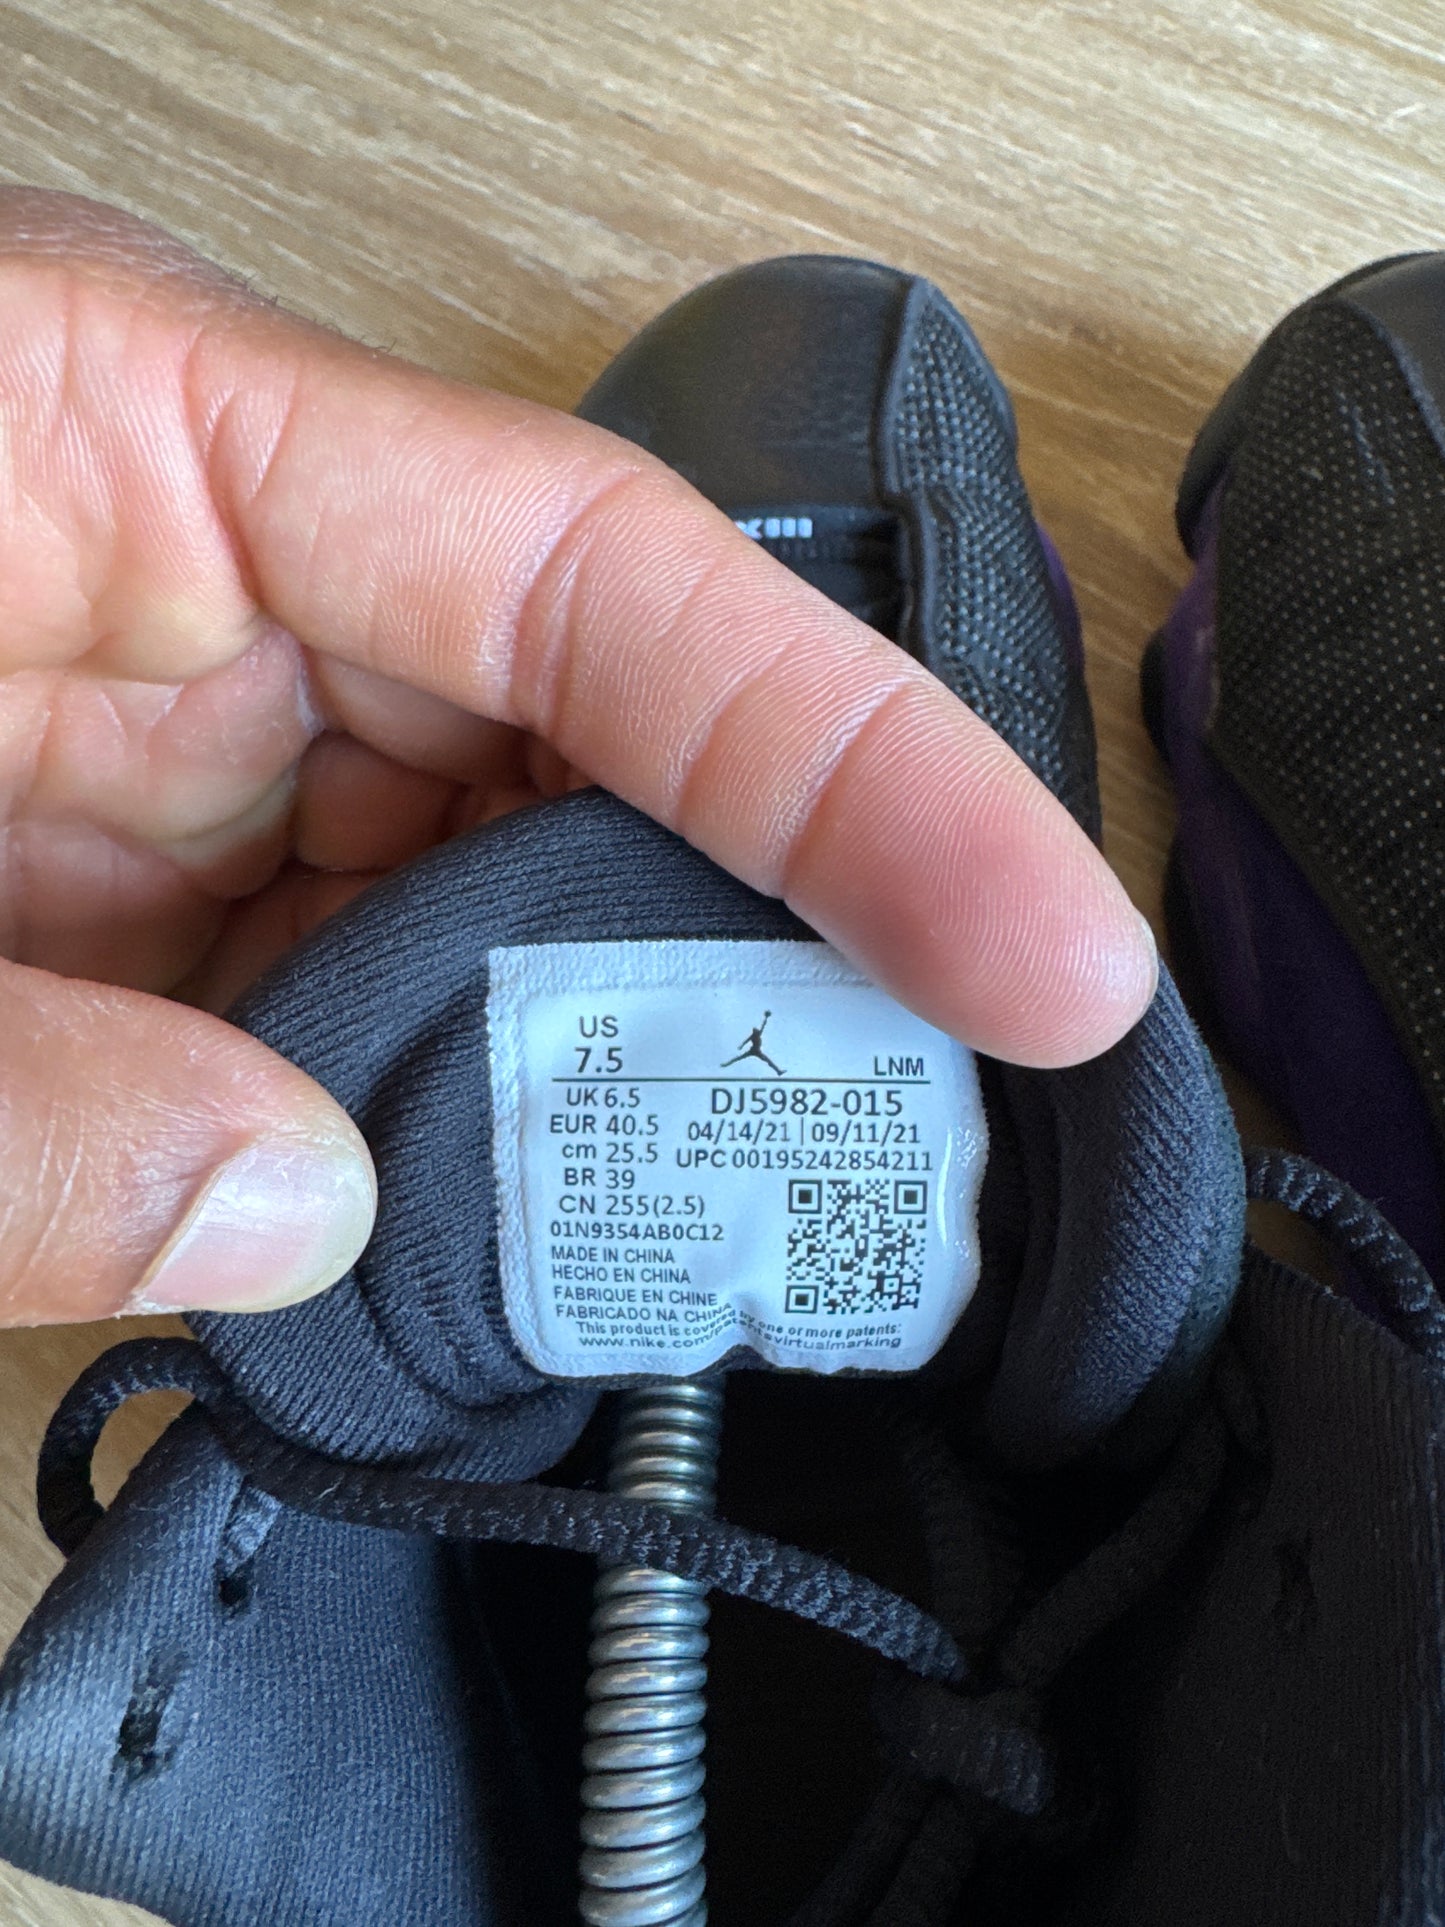 XIII
US
7.5
LNM
UK 6.5
DJ5982-015
EUR 40.5
04/14/21 | 09/11/21
cm 25.5
UPC 00195242854211
BR 39
CN 255(2.5)
01N9354AB0C12
MADE IN CHINA
HECHO EN CHINA
FABRIQUE EN CHINE
FABRICADO NA CHINA
This product is covered by one or more patents:
www.nike.com/patentsvirtualmarking